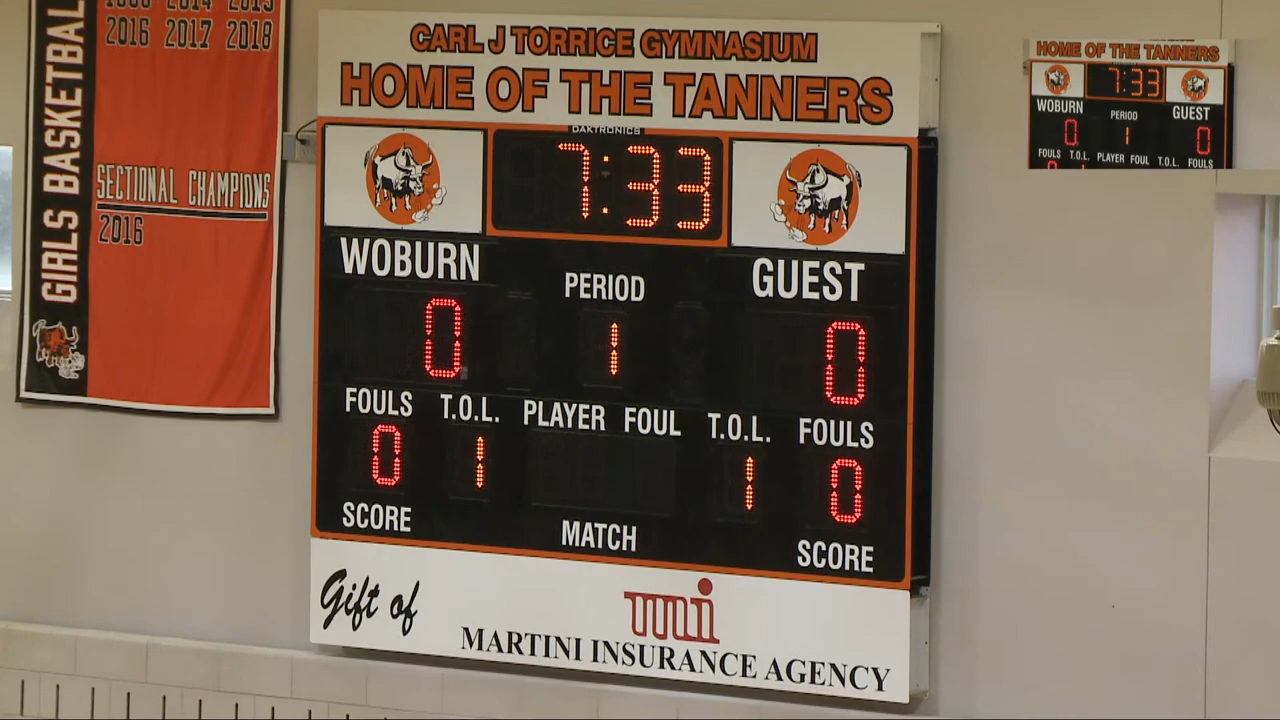 2016 2017 2018
GIRLS BASKETBAL
SECTIONAL CHAMPIONS
2016
CARL J TORRICE GYMNASIUM
HOME OF THE TANNERS
DAKTRONICS
7:33
WOBURN PERIOD GUEST
0 1 0
FOULS T.O.L. PLAYER FOUL T.O.L. FOULS
0 1 1 0
SCORE MATCH SCORE
Gift of
mi
MARTINI INSURANCE AGENCY
HOME OF THE TANNERS
7:33
WOBURN PERIOD GUEST
0 1 0
FOULS T.O.L. PLAYER FOUL T.O.L. FOULS